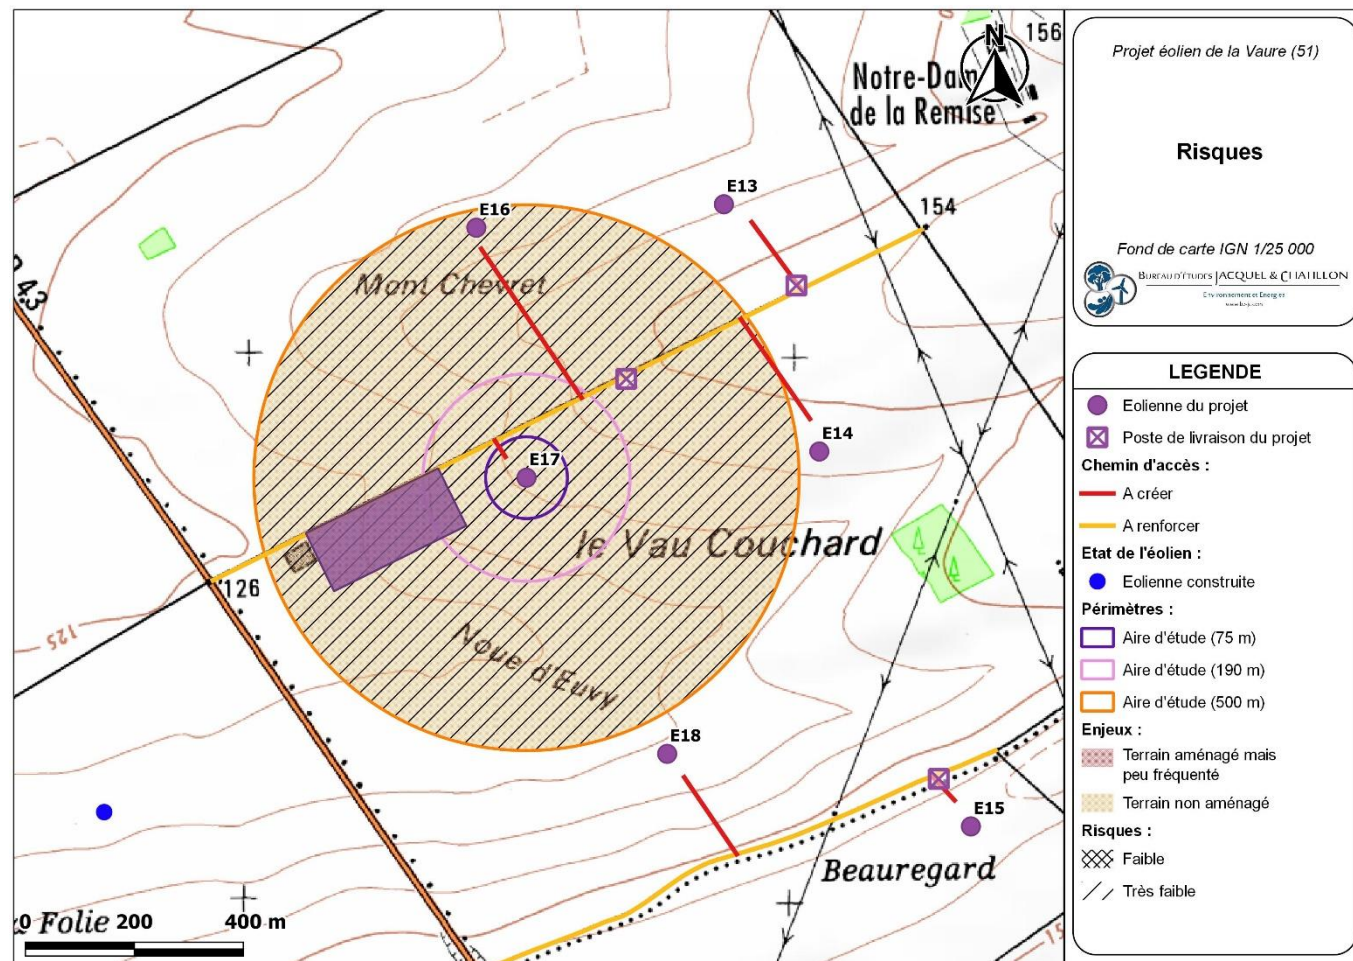 156
N
Notre-Dam
de la Remise
E13
154
E16
Mont Chevret
D 43
E14
E17
le Vau Couchard
126
125
Noue d'Euvy
E18
E15
Beauregard
Folie
0 200 400 m
Projet éolien de la Vaure (51)
Risques
Fond de carte IGN 1/25 000
BUREAU D'ÉTUDES JACQUEL & CHATILLON
Environnement et Energies
LEGENDE
Eolienne du projet
Poste de livraison du projet
Chemin d'accès :
A créer
A renforcer
Etat de l'éolien :
Eolienne construite
Périmètres :
Aire d'étude (75 m)
Aire d'étude (190 m)
Aire d'étude (500 m)
Enjeux :
Terrain aménagé mais
peu fréquenté
Terrain non aménagé
Risques :
Faible
Très faible